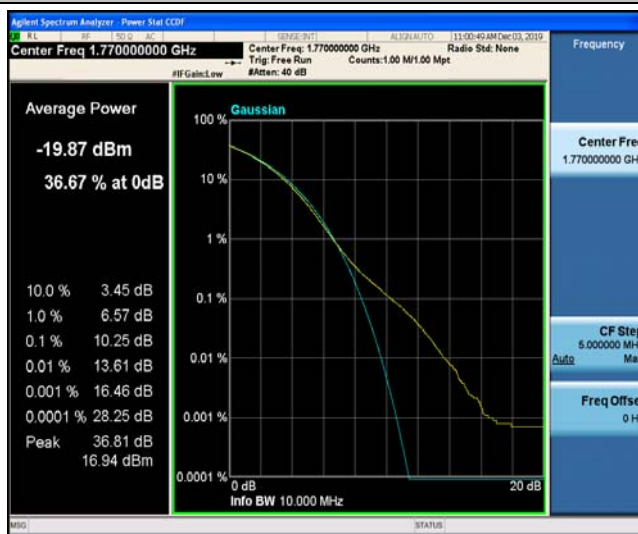 Agilent Spectrum Analyzer - Power Stat CCDF
RL RF 50 Ω AC SENSE:INT ALIGNAUTO 11:00:49 AM Dec 03, 2019
Center Freq 1.770000000 GHz
Center Freq: 1.770000000 GHz Radio Std: None
Trig: Free Run Counts:1.00 M/1.00 Mpt
#IFGain:Low #Atten: 40 dB
Frequency
Average Power
-19.87 dBm
36.67 % at 0dB
10.0 % 3.45 dB
1.0 % 6.57 dB
0.1 % 10.25 dB
0.01 % 13.61 dB
0.001 % 16.46 dB
0.0001 % 28.25 dB
Peak 36.81 dB
16.94 dBm
Gaussian
100 %
10 %
1 %
0.1 %
0.01 %
0.001 %
0.0001 %
0 dB 20 dB
Info BW 10.000 MHz
Center Fre
1.770000000 GH
CF Ste
5.000000 MH
Auto Ma
Freq Offse
0 H
MSG STATUS